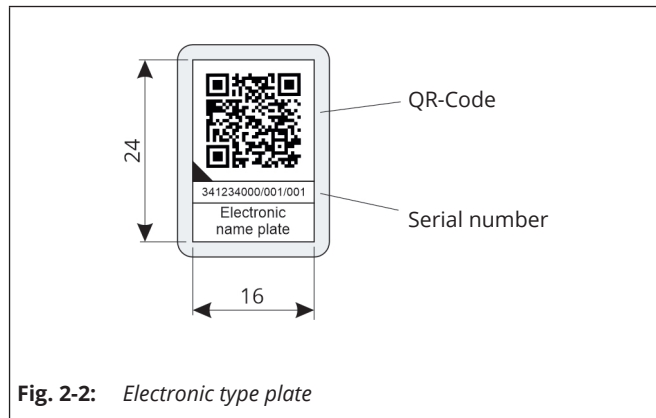 QR-Code
24
341234000/001/001
Serial number
Electronic
name plate
16
Fig. 2-2: Electronic type plate